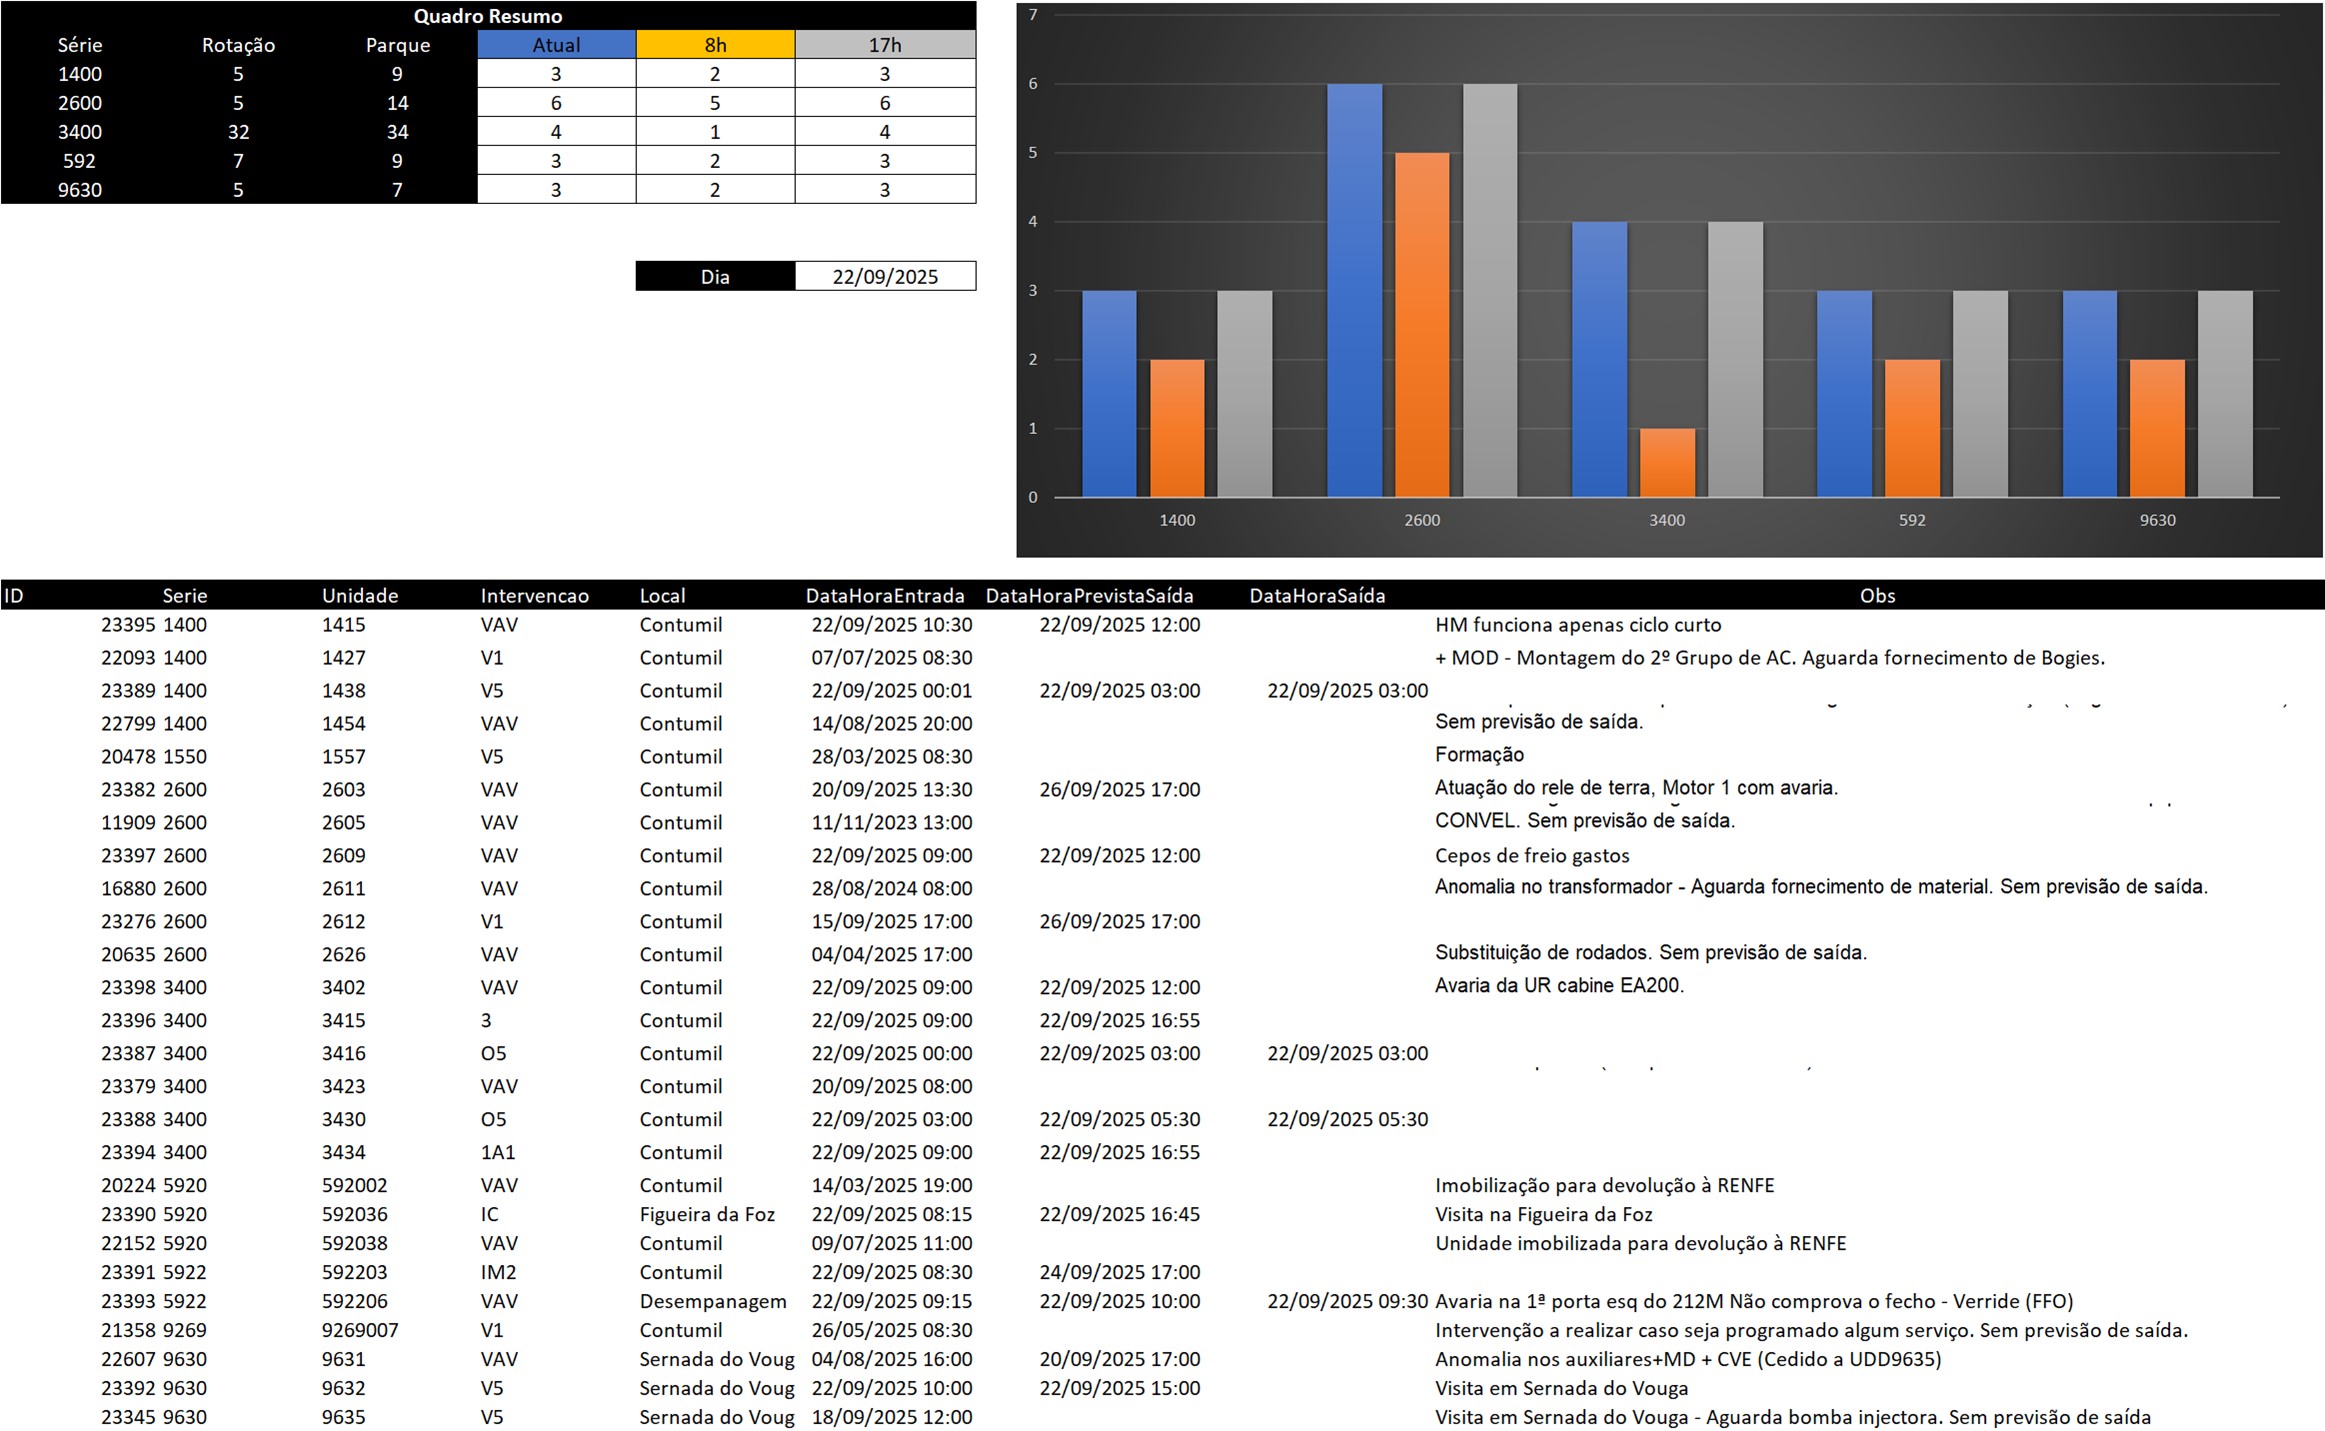 Quadro Resumo
Série Rotação Parque Atual 8h 17h
1400 5 9 3 2 3
2600 5 14 6 5 6
3400 32 34 4 1 4
592 7 9 3 2 3
9630 5 7 3 2 3
Dia 22/09/2025
7
6
5
4
3
2
1
0
1400 2600 3400 592 9630
ID Serie Unidade Intervencao Local DataHoraEntrada DataHoraPrevistaSaída DataHoraSaída Obs
23395 1400 1415 VAV Contumil 22/09/2025 10:30 22/09/2025 12:00 HM funciona apenas ciclo curto
22093 1400 1427 V1 Contumil 07/07/2025 08:30 + MOD - Montagem do 2º Grupo de AC. Aguarda fornecimento de Bogies.
23389 1400 1438 V5 Contumil 22/09/2025 00:01 22/09/2025 03:00 22/09/2025 03:00
22799 1400 1454 VAV Contumil 14/08/2025 20:00 Sem previsão de saída.
20478 1550 1557 V5 Contumil 28/03/2025 08:30 Formação
23382 2600 2603 VAV Contumil 20/09/2025 13:30 26/09/2025 17:00 Atuação do rele de terra, Motor 1 com avaria.
11909 2600 2605 VAV Contumil 11/11/2023 13:00 CONVEL. Sem previsão de saída.
23397 2600 2609 VAV Contumil 22/09/2025 09:00 22/09/2025 12:00 Cepos de freio gastos
16880 2600 2611 VAV Contumil 28/08/2024 08:00 Anomalia no transformador - Aguarda fornecimento de material. Sem previsão de saída.
23276 2600 2612 V1 Contumil 15/09/2025 17:00 26/09/2025 17:00
20635 2600 2626 VAV Contumil 04/04/2025 17:00 Substituição de rodados. Sem previsão de saída.
23398 3400 3402 VAV Contumil 22/09/2025 09:00 22/09/2025 12:00 Avaria da UR cabine EA200.
23396 3400 3415 3 Contumil 22/09/2025 09:00 22/09/2025 16:55
23387 3400 3416 O5 Contumil 22/09/2025 00:00 22/09/2025 03:00 22/09/2025 03:00
23379 3400 3423 VAV Contumil 20/09/2025 08:00
23388 3400 3430 O5 Contumil 22/09/2025 03:00 22/09/2025 05:30 22/09/2025 05:30
23394 3400 3434 1A1 Contumil 22/09/2025 09:00 22/09/2025 16:55
20224 5920 592002 VAV Contumil 14/03/2025 19:00 Imobilização para devolução à RENFE
23390 5920 592036 IC Figueira da Foz 22/09/2025 08:15 22/09/2025 16:45 Visita na Figueira da Foz
22152 5920 592038 VAV Contumil 09/07/2025 11:00 Unidade imobilizada para devolução à RENFE
23391 5922 592203 IM2 Contumil 22/09/2025 08:30 24/09/2025 17:00
23393 5922 592206 VAV Desempanagem 22/09/2025 09:15 22/09/2025 10:00 22/09/2025 09:30 Avaria na 1ª porta esq do 212M Não comprova o fecho - Verride (FFO)
21358 9269 9269007 V1 Contumil 26/05/2025 08:30 Intervenção a realizar caso seja programado algum serviço. Sem previsão de saída.
22607 9630 9631 VAV Sernada do Voug 04/08/2025 16:00 20/09/2025 17:00 Anomalia nos auxiliares+MD + CVE (Cedido a UDD9635)
23392 9630 9632 V5 Sernada do Voug 22/09/2025 10:00 22/09/2025 15:00 Visita em Sernada do Vouga
23345 9630 9635 V5 Sernada do Voug 18/09/2025 12:00 Visita em Sernada do Vouga - Aguarda bomba injectora. Sem previsão de saída